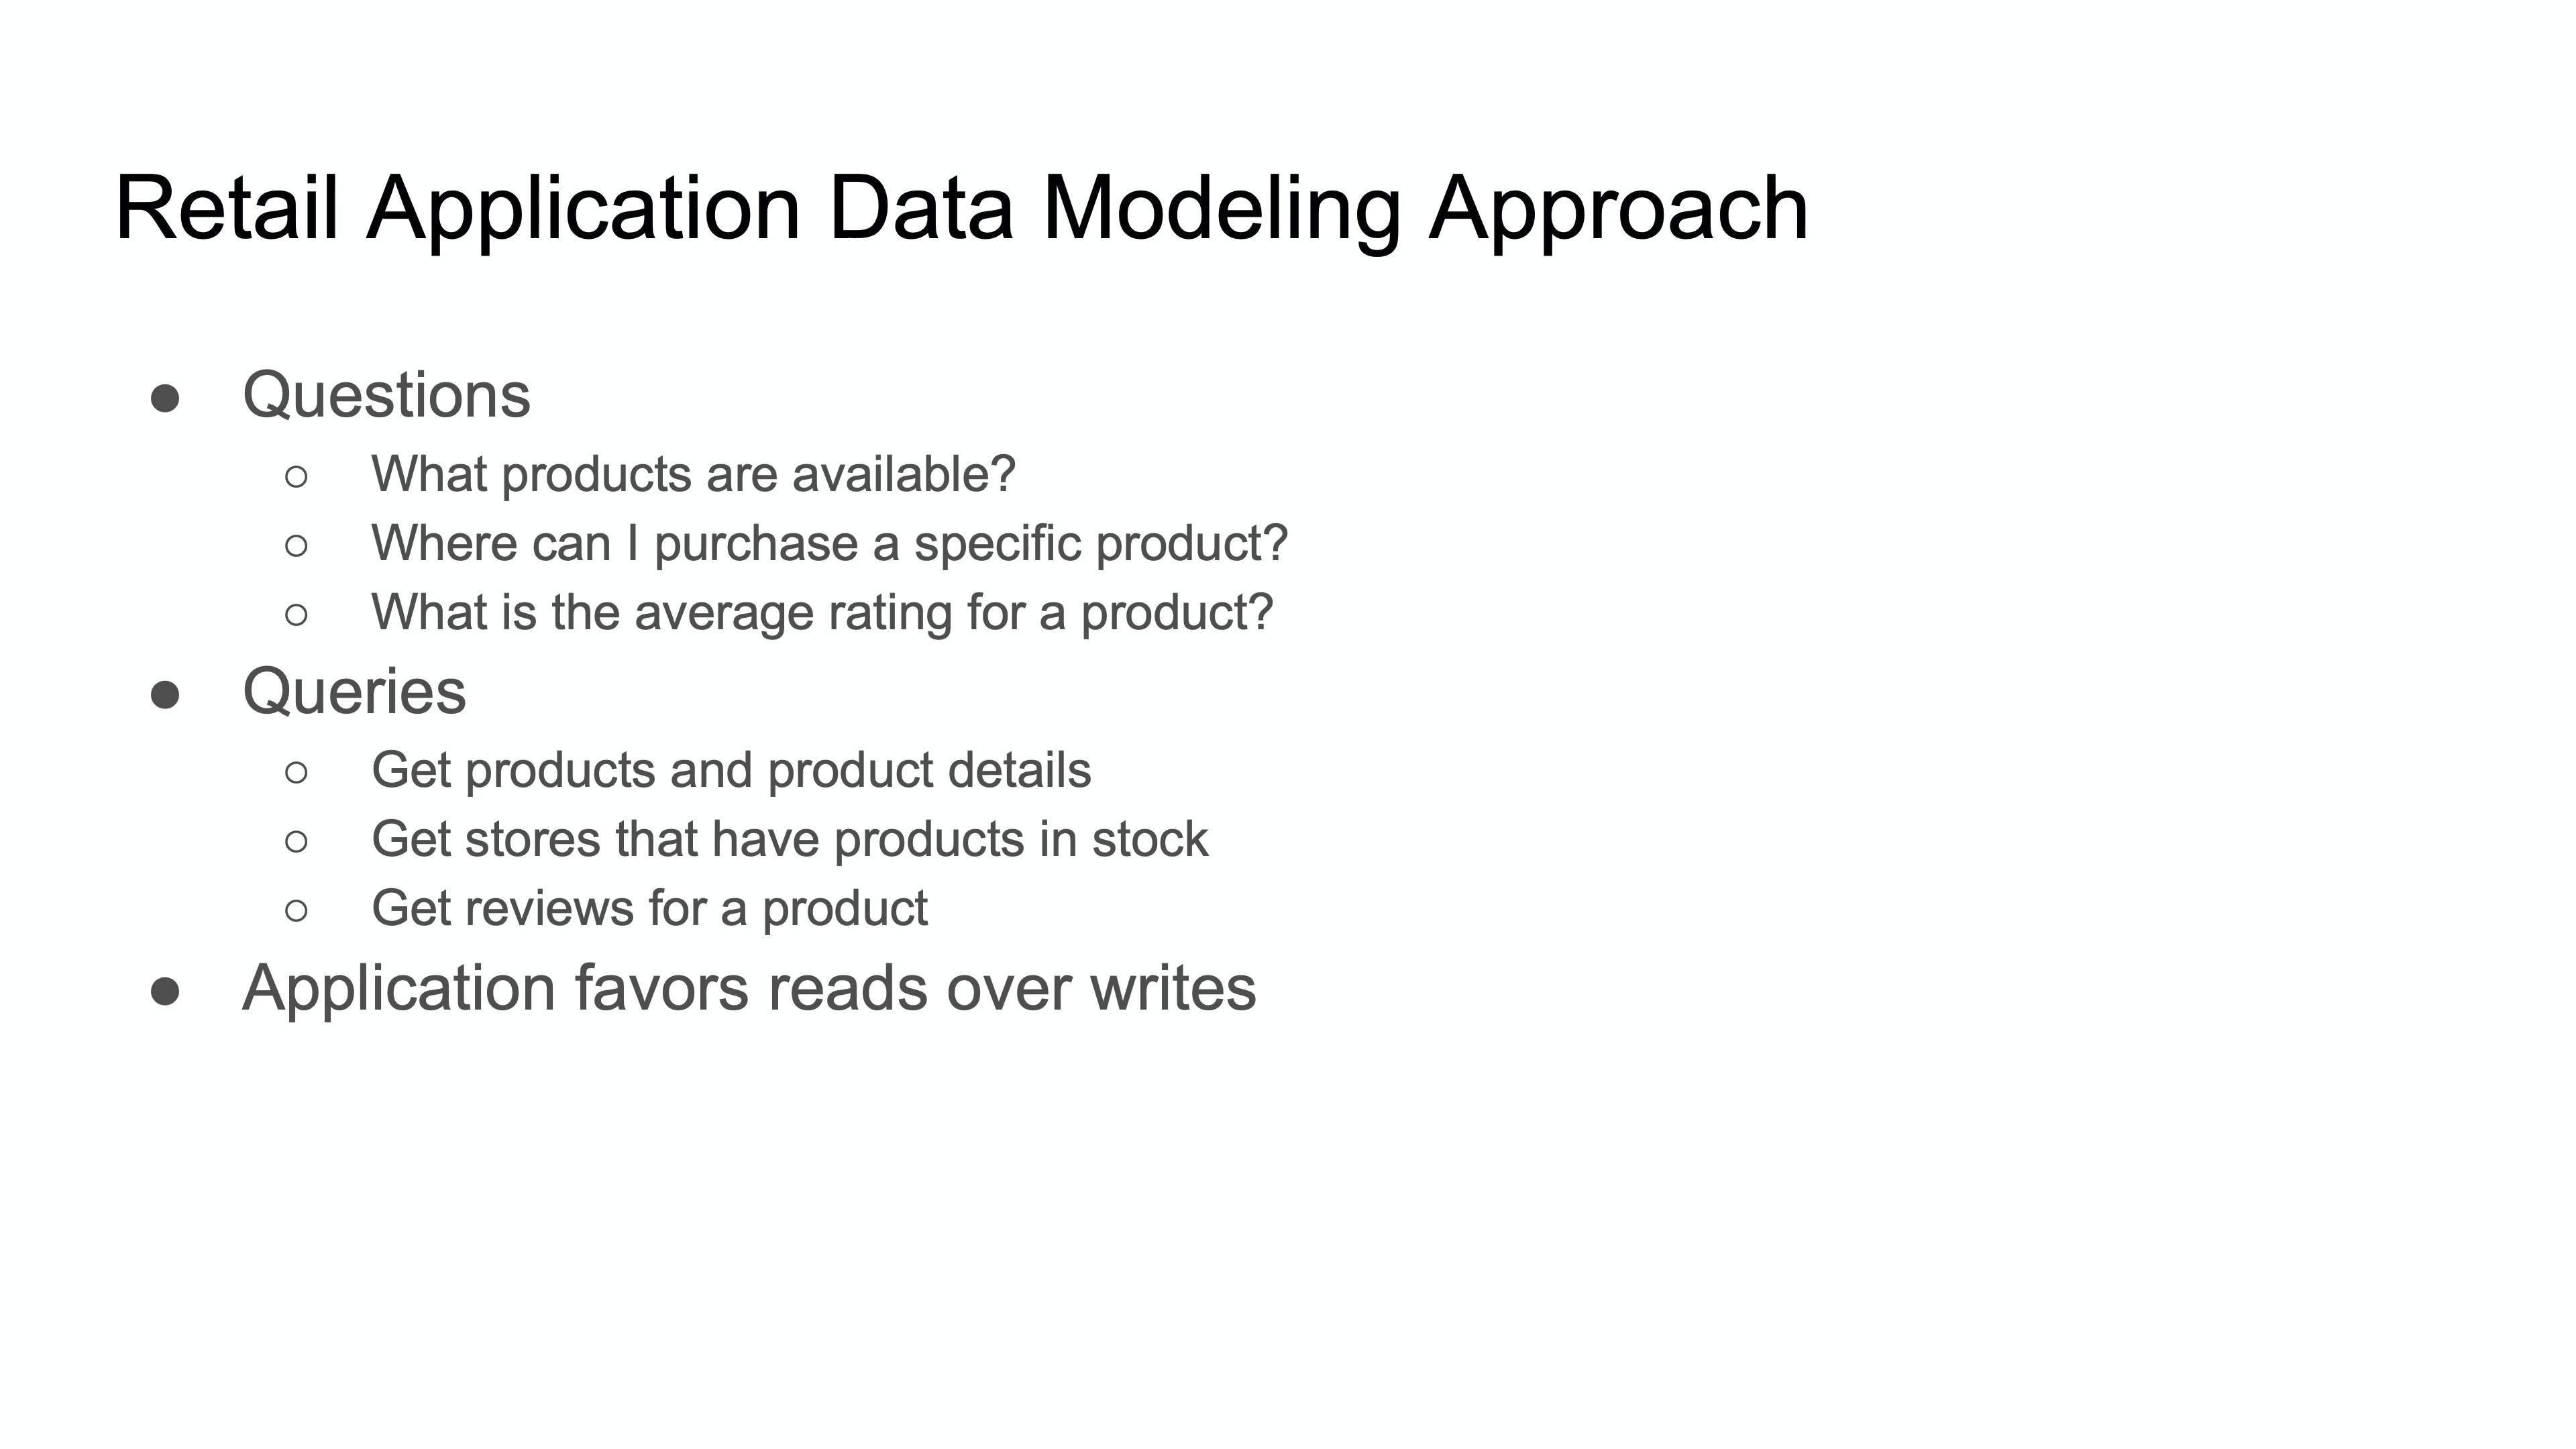 Retail Application Data Modeling Approach
● Questions
○ What products are available?
○ Where can I purchase a specific product?
○ What is the average rating for a product?
● Queries
○ Get products and product details
○ Get stores that have products in stock
○ Get reviews for a product
● Application favors reads over writes